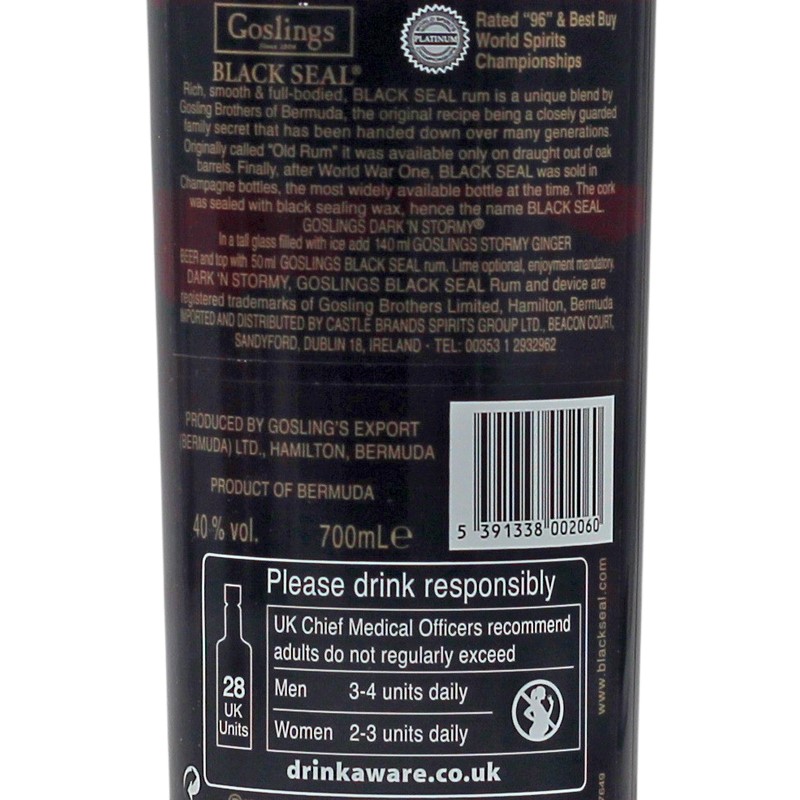 Goslings
Since 1806
BLACK SEAL®
PLATINUM
Rated "96" & Best Buy
World Spirits
Championships
Rich, smooth & full-bodied, BLACK SEAL rum is a unique blend by
Gosling Brothers of Bermuda, the original recipe being a closely guarded
family secret that has been handed down over many generations.
Originally called "Old Rum" it was available only on draught out of oak
barrels. Finally, after World War One, BLACK SEAL was sold in
Champagne bottles, the most widely available bottle at the time. The cork
was sealed with black sealing wax, hence the name BLACK SEAL.
GOSLINGS DARK 'N STORMY®
In a tall glass filled with ice add 140 ml GOSLINGS STORMY GINGER
BEER and top with 50 ml GOSLINGS BLACK SEAL rum. Lime optional, enjoyment mandatory.
DARK 'N STORMY, GOSLINGS BLACK SEAL Rum and device are
registered trademarks of Gosling Brothers Limited, Hamilton, Bermuda
IMPORTED AND DISTRIBUTED BY CASTLE BRANDS SPIRITS GROUP LTD., BEACON COURT,
SANDYFORD, DUBLIN 18, IRELAND - TEL: 00353 1 2932962
PRODUCED BY GOSLING'S EXPORT
(BERMUDA) LTD., HAMILTON, BERMUDA
PRODUCT OF BERMUDA
40 % vol. 700mL℮
5 391338 002060
Please drink responsibly
UK Chief Medical Officers recommend
adults do not regularly exceed
Men 3-4 units daily
Women 2-3 units daily
28
UK
Units
drinkaware.co.uk
www.blackseal.com